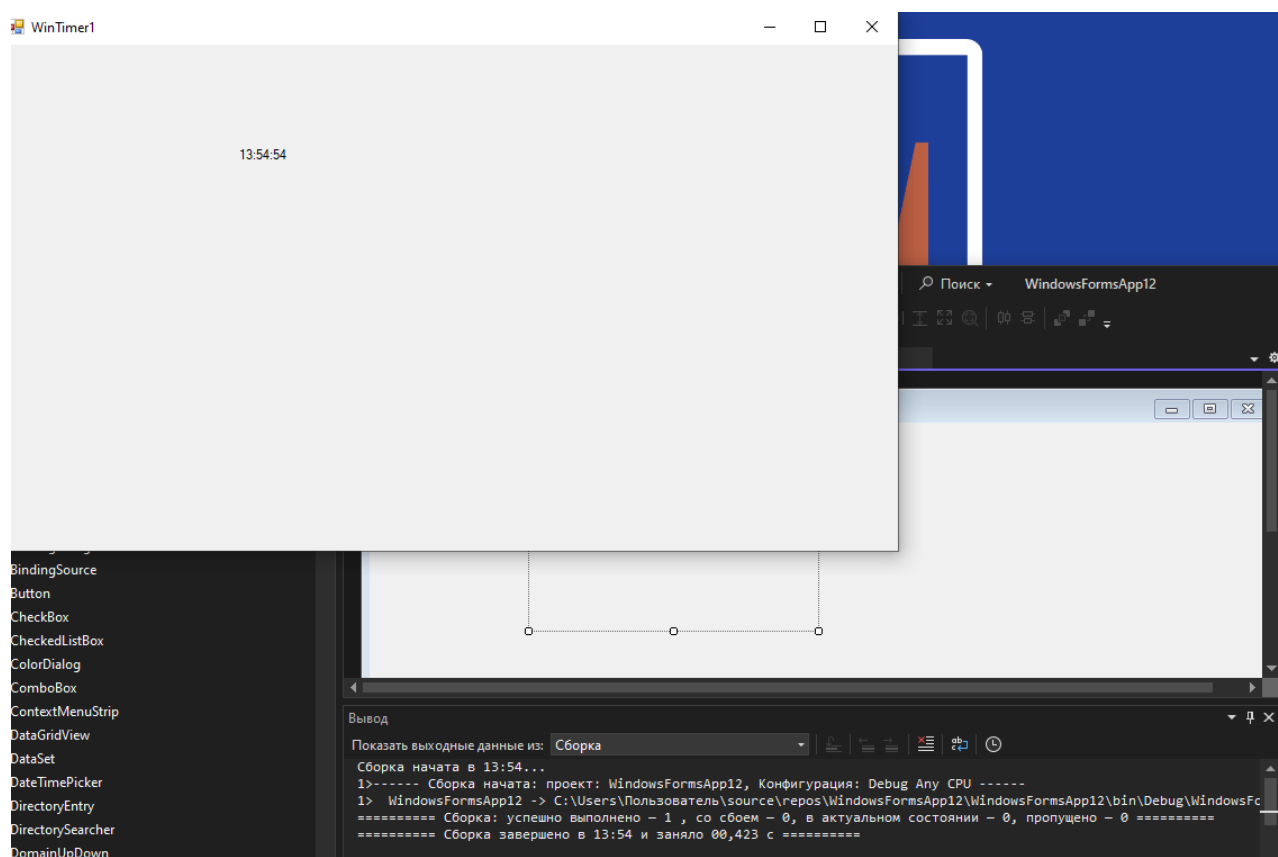 WinTimer1
13:54:54
Поиск
WindowsFormsApp12
BindingSource
Button
CheckBox
CheckedListBox
ColorDialog
ComboBox
ContextMenuStrip
DataGridView
DataSet
DateTimePicker
DirectoryEntry
DirectorySearcher
DomainUpDown
Вывод
Показать выходные данные из: Сборка
Сборка начата в 13:54...
1>------ Сборка начата: проект: WindowsFormsApp12, Конфигурация: Debug Any CPU ------
1>  WindowsFormsApp12 -> C:\Users\Пользователь\source\repos\WindowsFormsApp12\WindowsFormsApp12\bin\Debug\WindowsFo
========== Сборка: успешно выполнено – 1 , со сбоем – 0, в актуальном состоянии – 0, пропущено – 0 ==========
========== Сборка завершено в 13:54 и заняло 00,423 с ==========